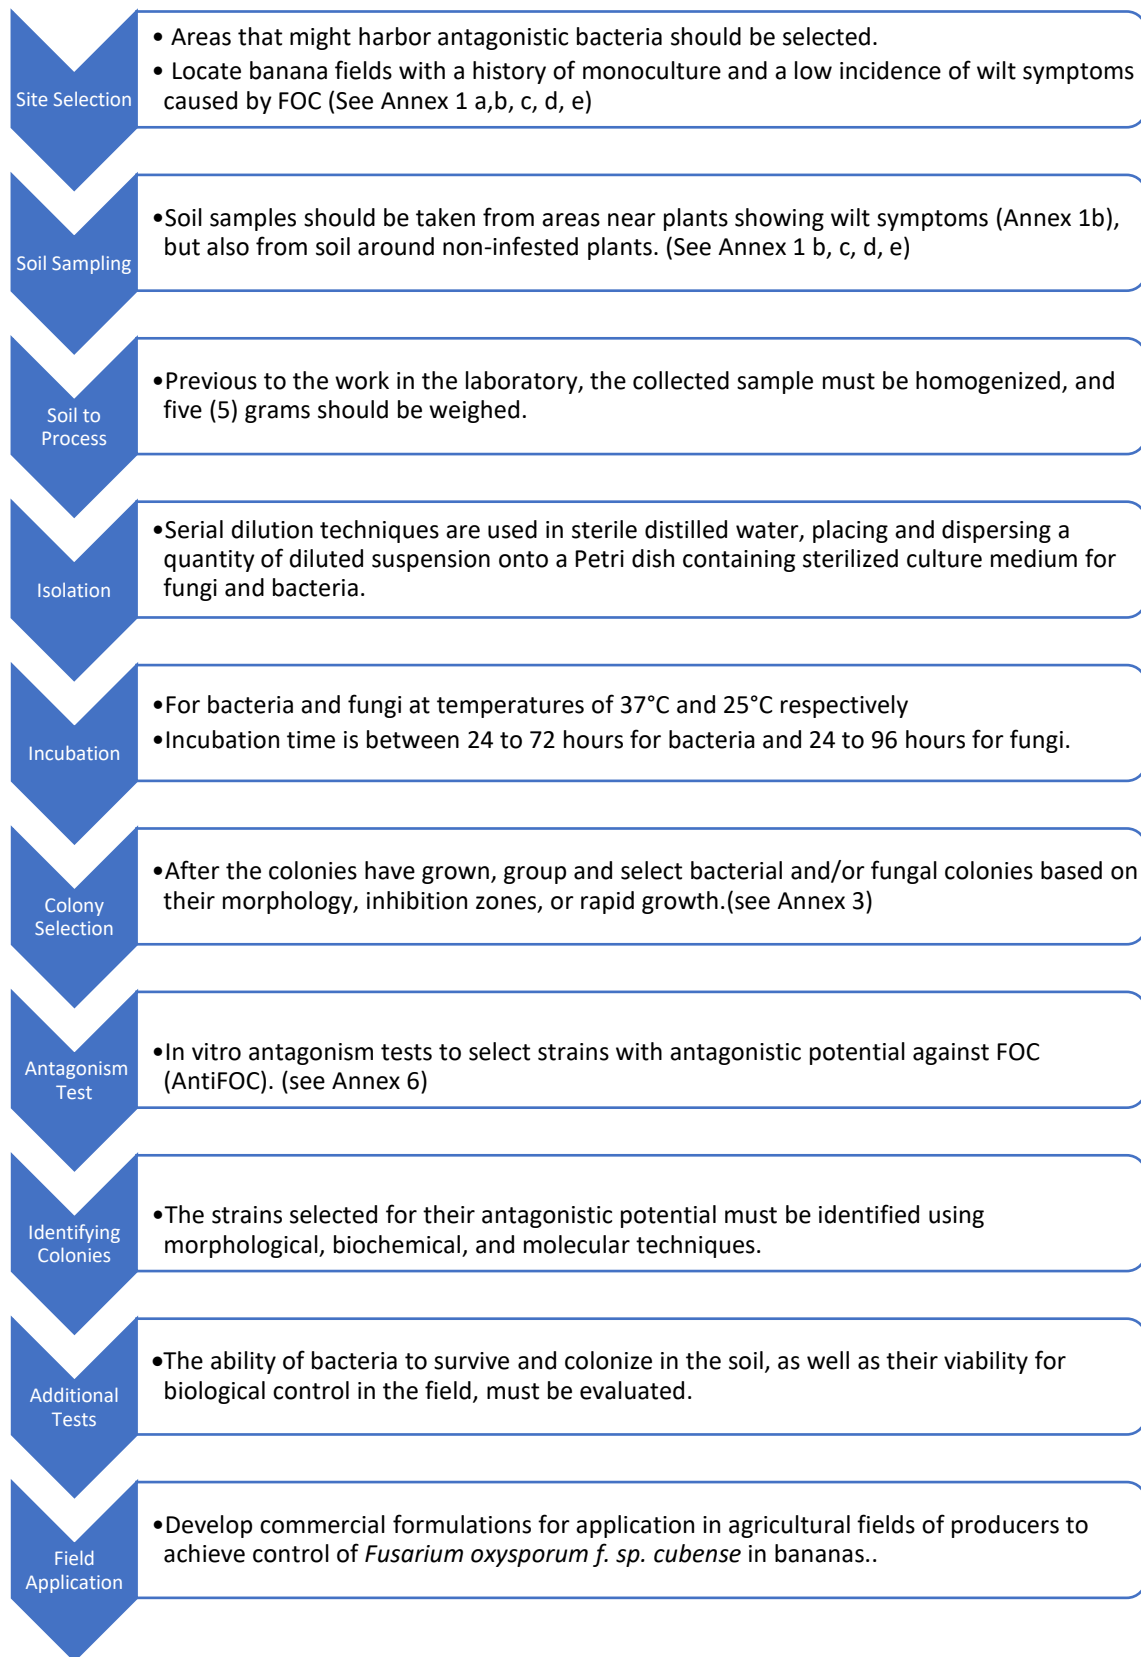 Site Selection
• Areas that might harbor antagonistic bacteria should be selected.
• Locate banana fields with a history of monoculture and a low incidence of wilt symptoms
caused by FOC (See Annex 1 a,b, c, d, e)
Soil Sampling
•Soil samples should be taken from areas near plants showing wilt symptoms (Annex 1b),
but also from soil around non-infested plants. (See Annex 1 b, c, d, e)
Soil to
Process
•Previous to the work in the laboratory, the collected sample must be homogenized, and
five (5) grams should be weighed.
Isolation
•Serial dilution techniques are used in sterile distilled water, placing and dispersing a
quantity of diluted suspension onto a Petri dish containing sterilized culture medium for
fungi and bacteria.
Incubation
•For bacteria and fungi at temperatures of 37°C and 25°C respectively
•Incubation time is between 24 to 72 hours for bacteria and 24 to 96 hours for fungi.
Colony
Selection
•After the colonies have grown, group and select bacterial and/or fungal colonies based on
their morphology, inhibition zones, or rapid growth.(see Annex 3)
Antagonism
Test
•In vitro antagonism tests to select strains with antagonistic potential against FOC
(AntiFOC). (see Annex 6)
Identifying
Colonies
•The strains selected for their antagonistic potential must be identified using
morphological, biochemical, and molecular techniques.
Additional
Tests
•The ability of bacteria to survive and colonize in the soil, as well as their viability for
biological control in the field, must be evaluated.
Field
Application
•Develop commercial formulations for application in agricultural fields of producers to
achieve control of Fusarium oxysporum f. sp. cubense in bananas..